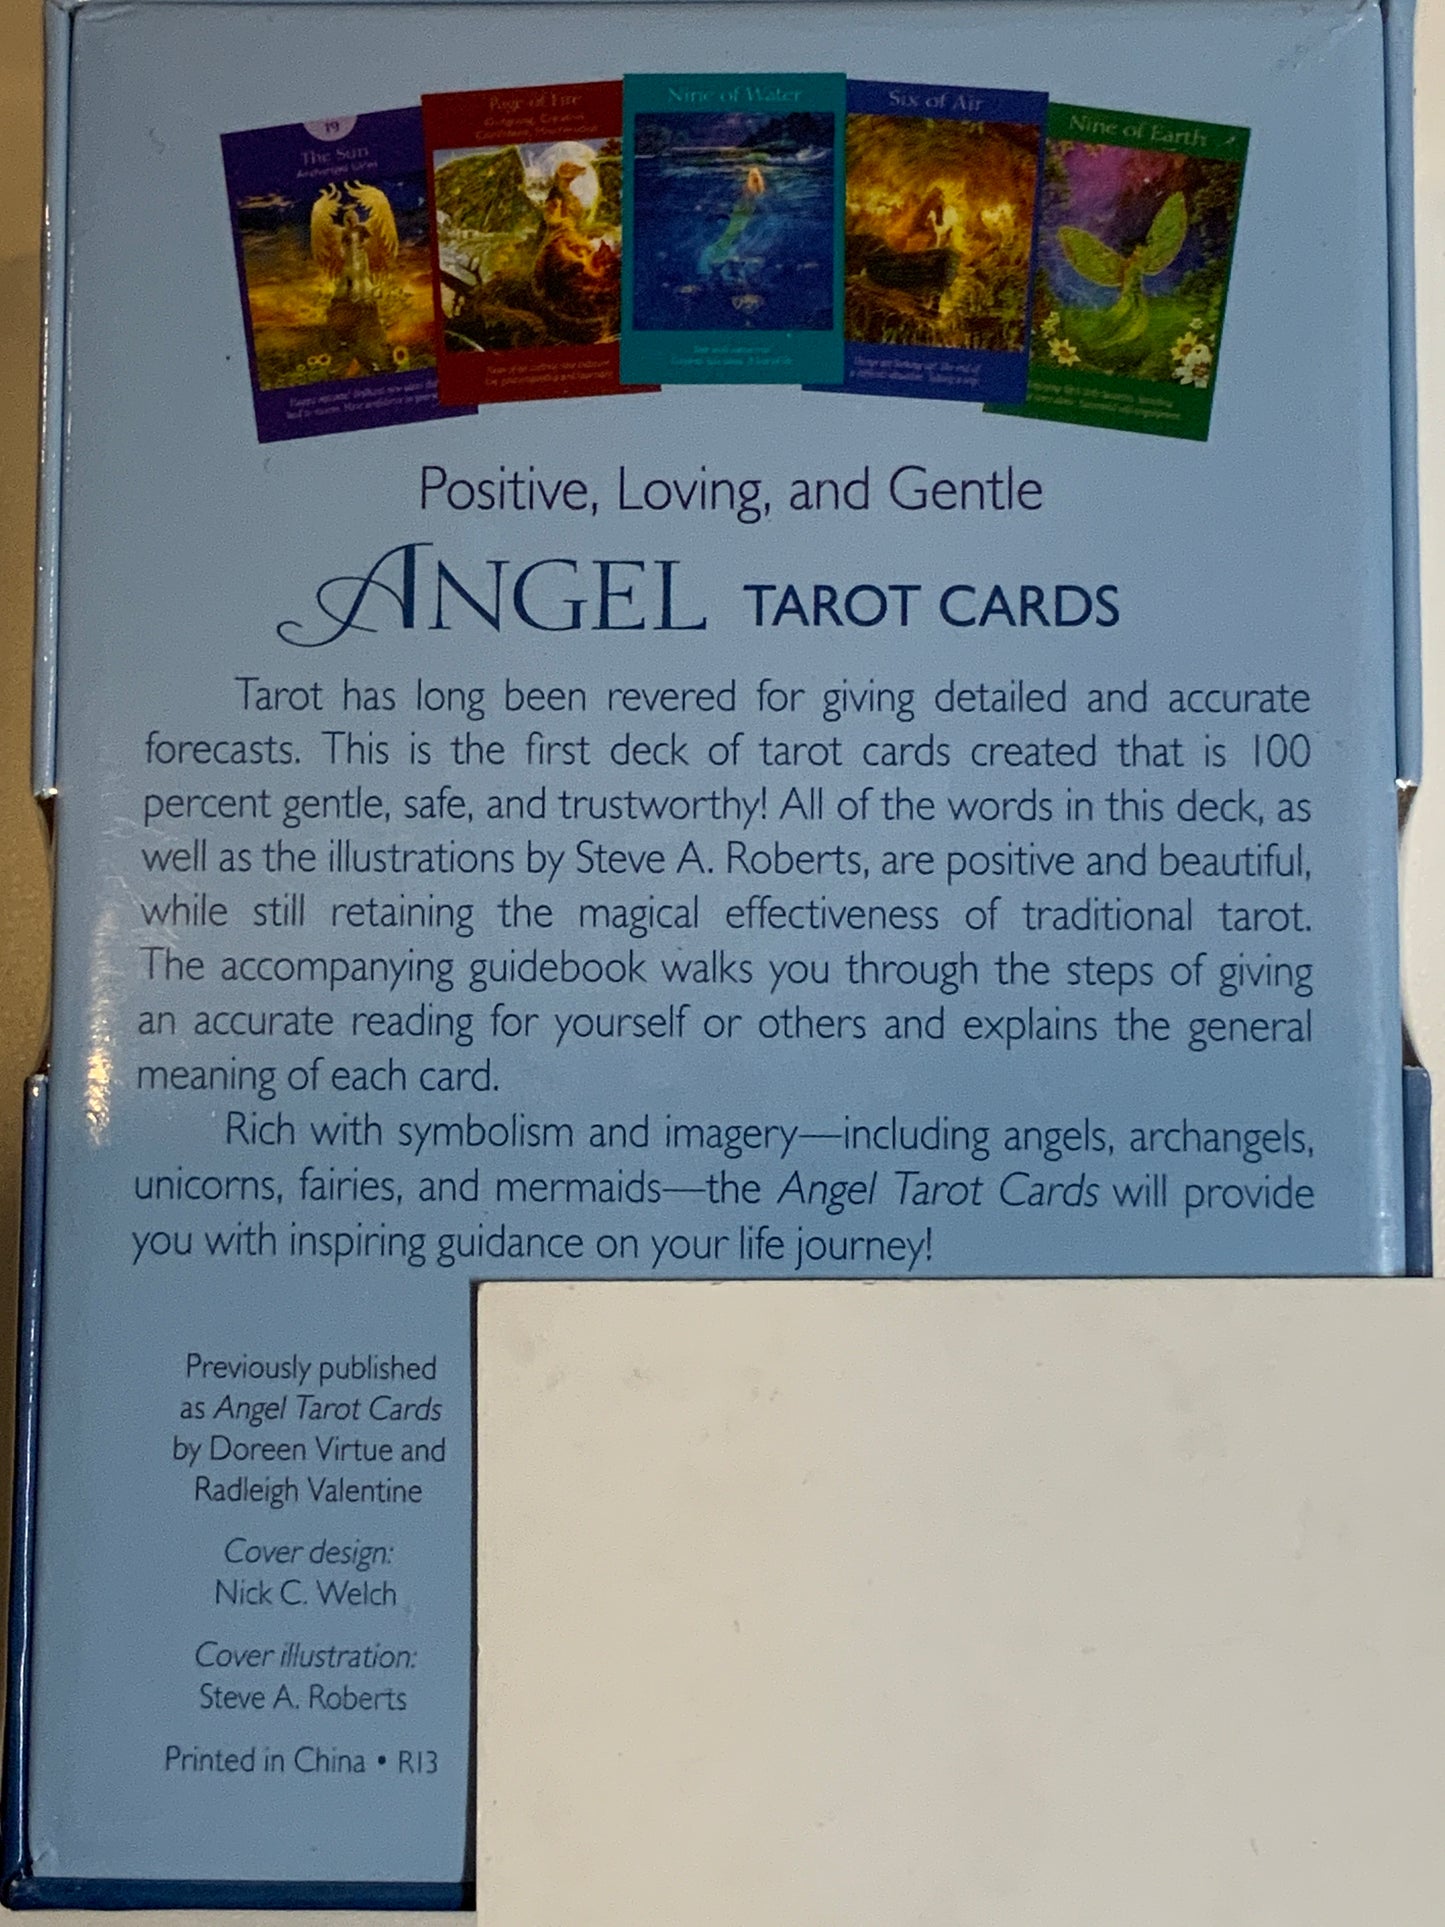 19
The Sun
Page of Fire
Nine of Water
Six of Air
Nine of Earth
Positive, Loving, and Gentle
ANGEL TAROT CARDS
Tarot has long been revered for giving detailed and accurate
forecasts. This is the first deck of tarot cards created that is 100
percent gentle, safe, and trustworthy! All of the words in this deck, as
well as the illustrations by Steve A. Roberts, are positive and beautiful,
while still retaining the magical effectiveness of traditional tarot.
The accompanying guidebook walks you through the steps of giving
an accurate reading for yourself or others and explains the general
meaning of each card.
Rich with symbolism and imagery—including angels, archangels,
unicorns, fairies, and mermaids—the Angel Tarot Cards will provide
you with inspiring guidance on your life journey!
Previously published
as Angel Tarot Cards
by Doreen Virtue and
Radleigh Valentine
Cover design:
Nick C. Welch
Cover illustration:
Steve A. Roberts
Printed in China • R13